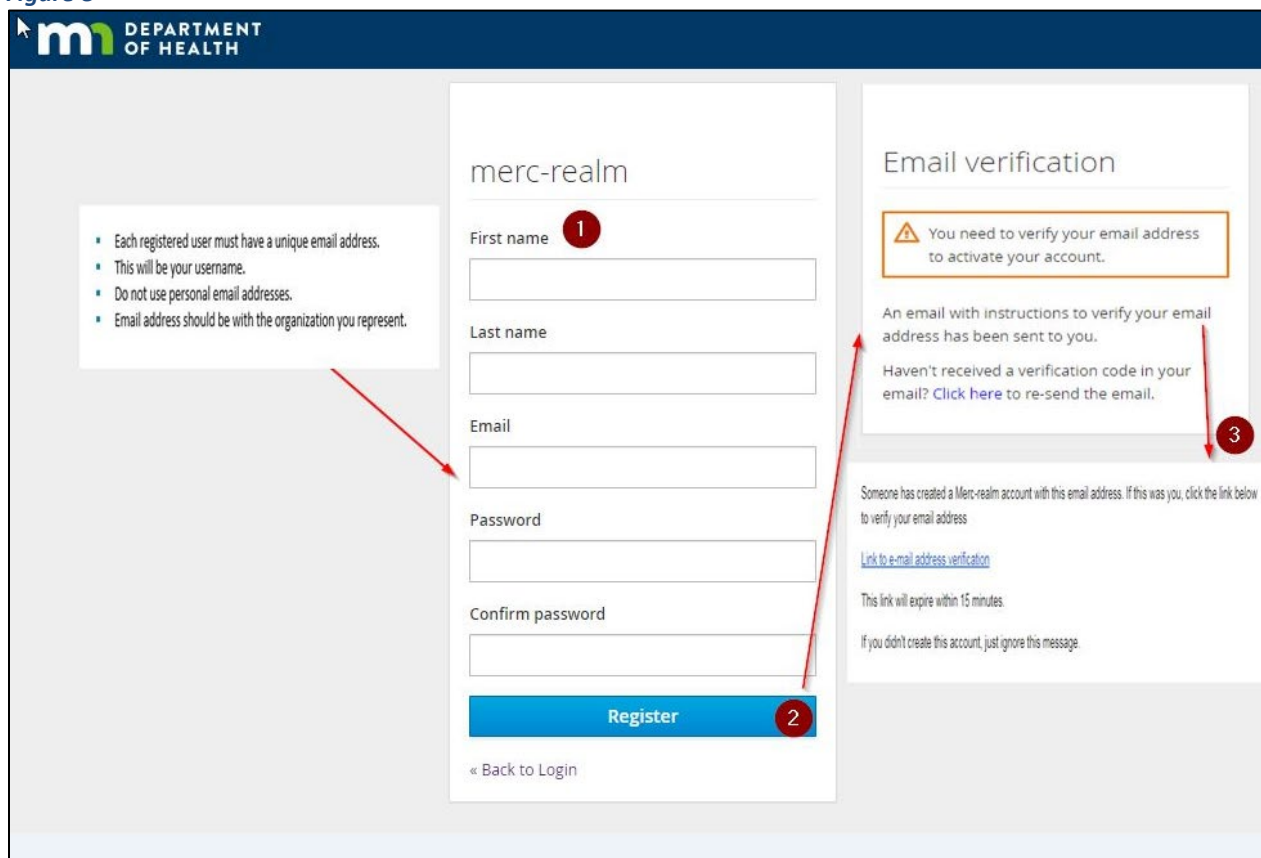 mn DEPARTMENT
OF HEALTH
Each registered user must have a unique email address.
This will be your username.
Do not use personal email addresses.
Email address should be with the organization you represent.
merc-realm
First name 1
Last name
Email
Password
Confirm password
Register 2
« Back to Login
Email verification
You need to verify your email address
to activate your account.
An email with instructions to verify your email
address has been sent to you.
Haven't received a verification code in your
email? Click here to re-send the email.
3
Someone has created a Merc-realm account with this email address. If this was you, click the link below
to verify your email address
Link to e-mail address verification
This link will expire within 15 minutes.
If you didn't create this account, just ignore this message.